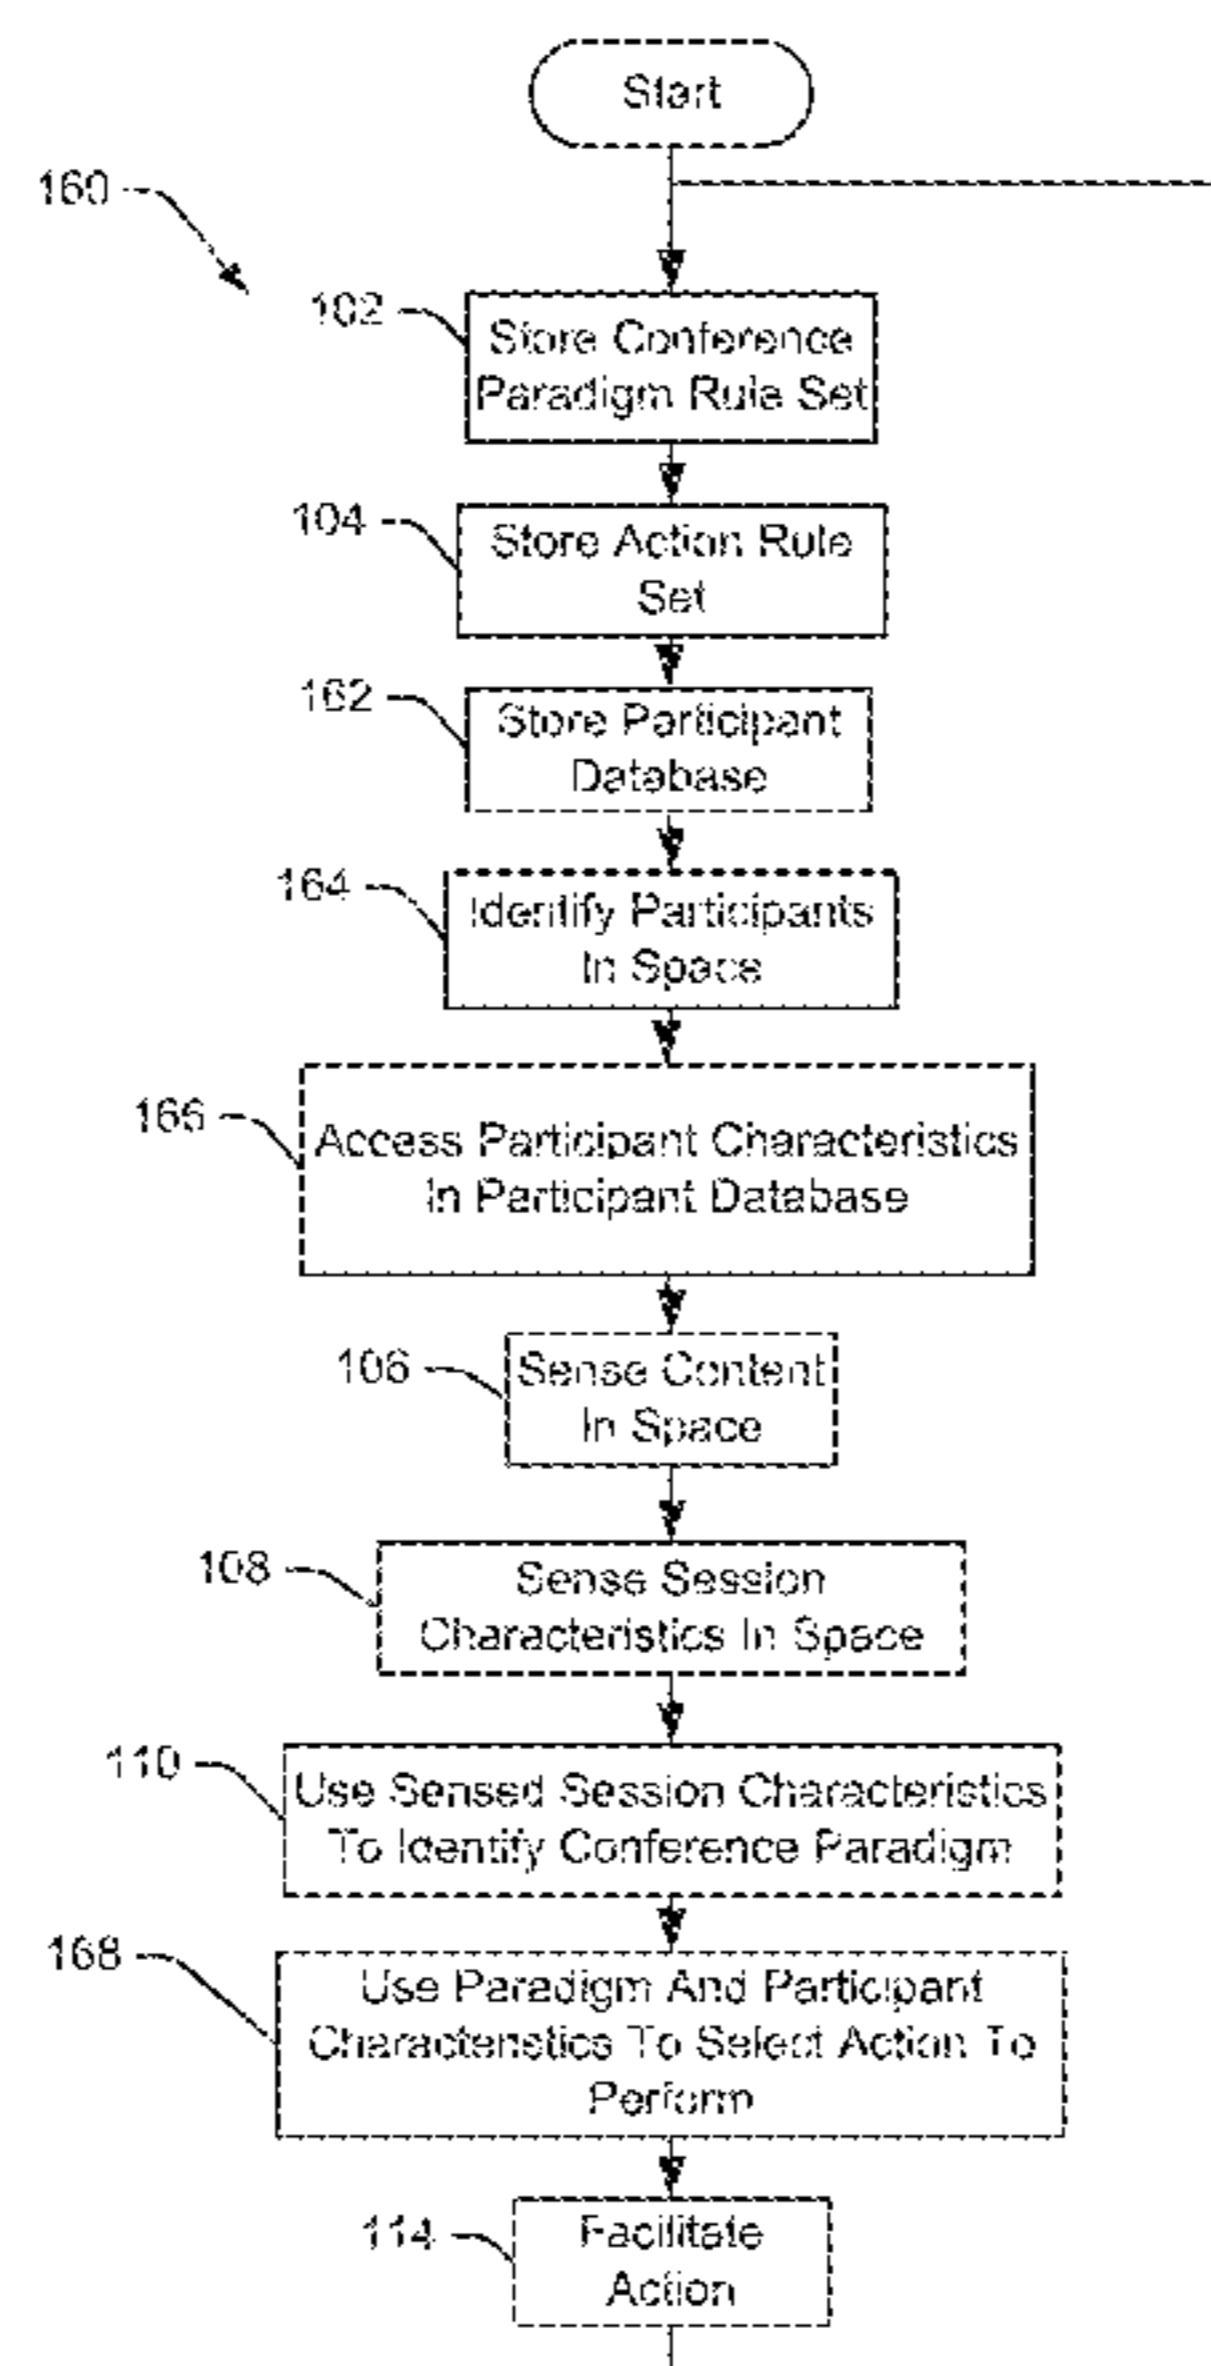 Start
160
102
Store Conference
Paradigm Rule Set
104
Store Action Rule
Set
162
Store Participant
Database
164
Identify Participants
In Space
166
Access Participant Characteristics
In Participant Database
106
Sense Content
In Space
108
Sense Session
Characteristics In Space
110
Use Sensed Session Characteristics
To Identify Conference Paradigm
168
Use Paradigm And Participant
Characteristics To Select Action To
Perform
114
Facilitate
Action